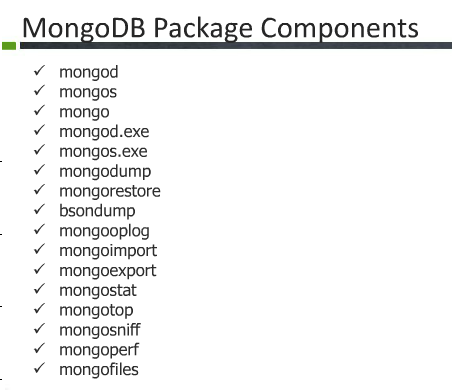 MongoDB Package Components
✓ mongod
✓ mongos
✓ mongo
✓ mongod.exe
✓ mongos.exe
✓ mongodump
✓ mongorestore
✓ bsondump
✓ mongooplog
✓ mongoimport
✓ mongoexport
✓ mongostat
✓ mongotop
✓ mongosniff
✓ mongoperf
✓ mongofiles